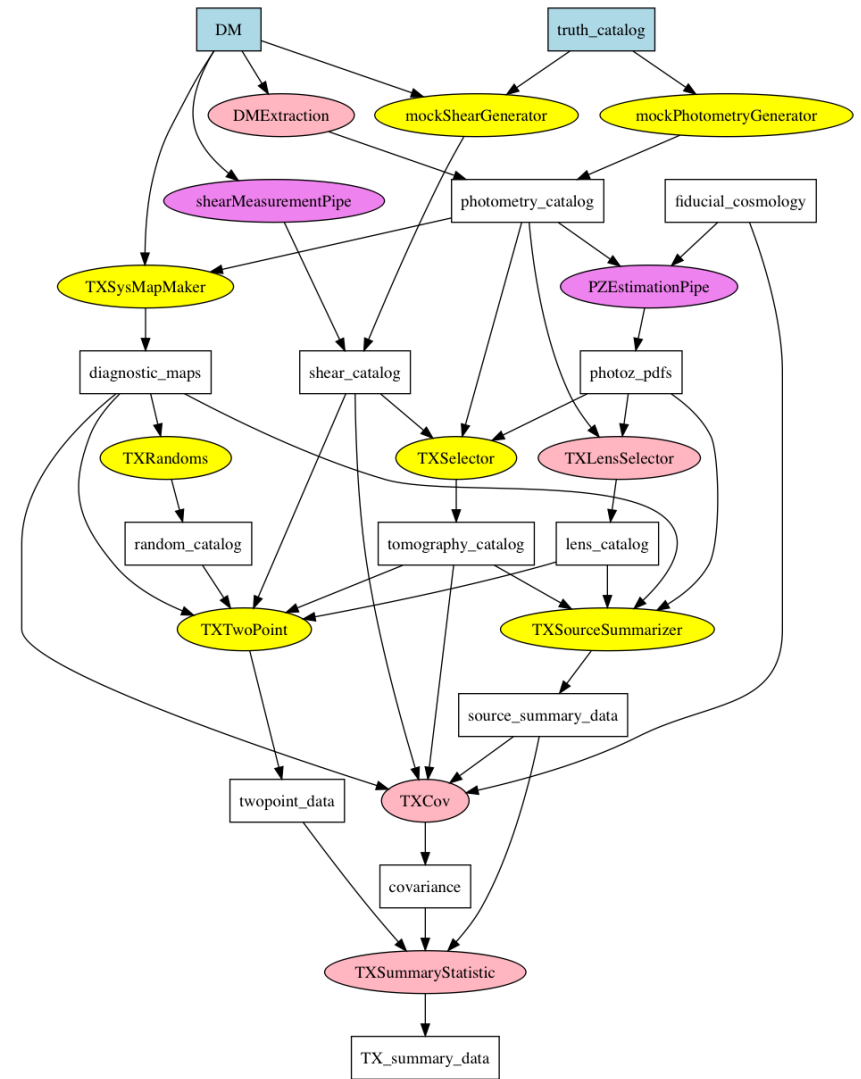 DM
truth_catalog
DMExtraction
mockShearGenerator
mockPhotometryGenerator
shearMeasurementPipe
photometry_catalog
fiducial_cosmology
TXSysMapMaker
PZEstimationPipe
diagnostic_maps
shear_catalog
photoz_pdfs
TXRandoms
TXSelector
TXLensSelector
random_catalog
tomography_catalog
lens_catalog
TXTwoPoint
TXSourceSummarizer
source_summary_data
twopoint_data
TXCov
covariance
TXSummaryStatistic
TX_summary_data